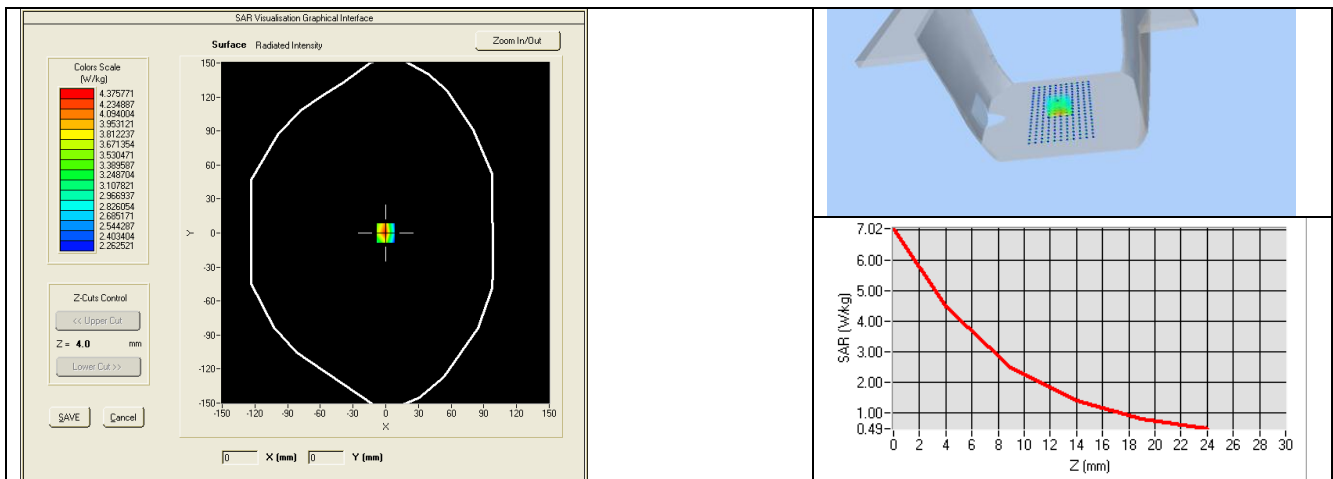 SAR Visualisation Graphical Interface
Surface Radiated Intensity
Zoom In/Out
Colors Scale
(W/kg)
4.375771
4.234887
4.094004
3.953121
3.812237
3.671354
3.530471
3.389587
3.248704
3.107821
2.966937
2.826054
2.685171
2.544287
2.403404
2.262521
Z-Cuts Control
<< Upper Cut
Z = 4.0 mm
Lower Cut >>
SAVE Cancel
150
120
90
60
30
0
-30
-60
-90
-120
-150
Y
-150 -120 -90 -60 -30 0 30 60 90 120 150
X
0 X (mm) 0 Y (mm)
7.02
6.00
5.00
4.00
3.00
2.00
1.00
0.49
SAR (W/kg)
0 2 4 6 8 10 12 14 16 18 20 22 24 26 28 30
Z (mm)